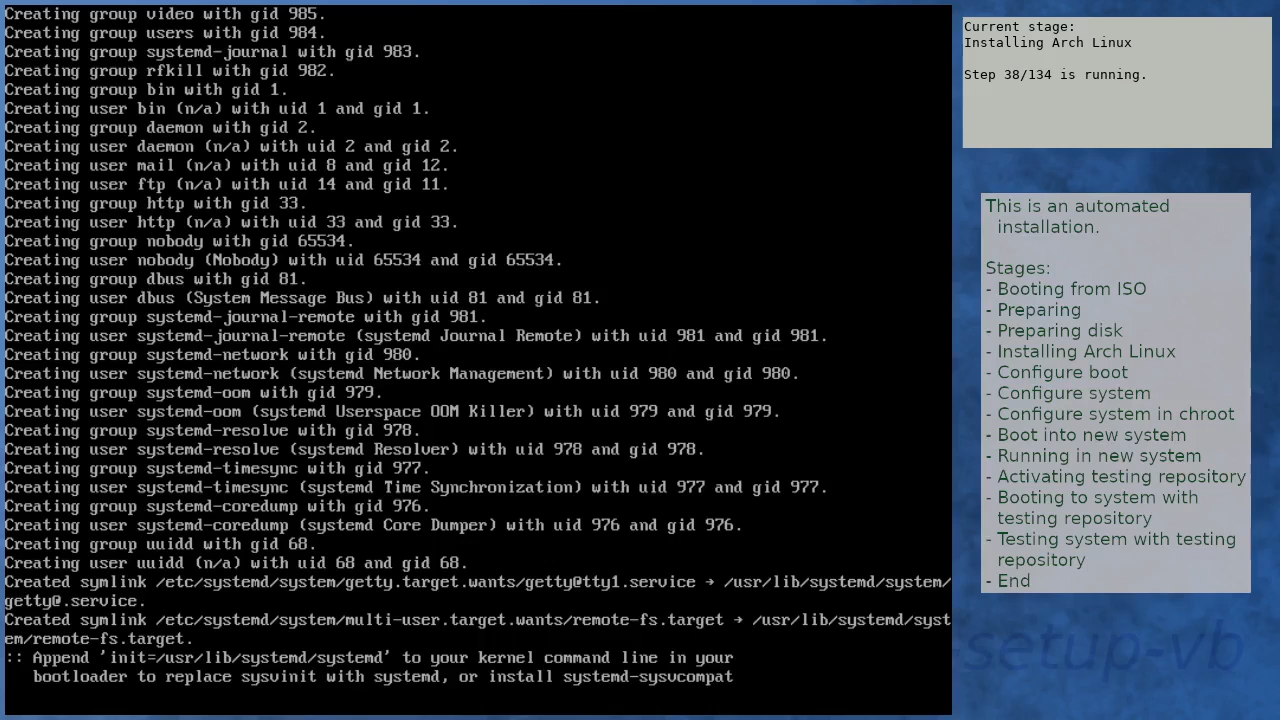 Creating group video with gid 985.
Creating group users with gid 984.
Creating group systemd-journal with gid 983.
Creating group rfkill with gid 982.
Creating group bin with gid 1.
Creating user bin (n/a) with uid 1 and gid 1.
Creating group daemon with gid 2.
Creating user daemon (n/a) with uid 2 and gid 2.
Creating user mail (n/a) with uid 8 and gid 12.
Creating user ftp (n/a) with uid 14 and gid 11.
Creating group http with gid 33.
Creating user http (n/a) with uid 33 and gid 33.
Creating group nobody with gid 65534.
Creating user nobody (Nobody) with uid 65534 and gid 65534.
Creating group dbus with gid 81.
Creating user dbus (System Message Bus) with uid 81 and gid 81.
Creating group systemd-journal-remote with gid 981.
Creating user systemd-journal-remote (systemd Journal Remote) with uid 981 and gid 981.
Creating group systemd-network with gid 980.
Creating user systemd-network (systemd Network Management) with uid 980 and gid 980.
Creating group systemd-oom with gid 979.
Creating user systemd-oom (systemd Userspace OOM Killer) with uid 979 and gid 979.
Creating group systemd-resolve with gid 978.
Creating user systemd-resolve (systemd Resolver) with uid 978 and gid 978.
Creating group systemd-timesync with gid 977.
Creating user systemd-timesync (systemd Time Synchronization) with uid 977 and gid 977.
Creating group systemd-coredump with gid 976.
Creating user systemd-coredump (systemd Core Dumper) with uid 976 and gid 976.
Creating group uuidd with gid 68.
Creating user uuidd (n/a) with uid 68 and gid 68.
Created symlink /etc/systemd/system/getty.target.wants/getty@tty1.service → /usr/lib/systemd/system/
getty@.service.
Created symlink /etc/systemd/system/multi-user.target.wants/remote-fs.target → /usr/lib/systemd/syst
em/remote-fs.target.
:: Append 'init=/usr/lib/systemd/systemd' to your kernel command line in your
bootloader to replace sysvinit with systemd, or install systemd-sysvcompat
Current stage:
Installing Arch Linux
Step 38/134 is running.
This is an automated
installation.
Stages:
- Booting from ISO
- Preparing
- Preparing disk
- Installing Arch Linux
- Configure boot
- Configure system
- Configure system in chroot
- Boot into new system
- Running in new system
- Activating testing repository
- Booting to system with
testing repository
- Testing system with testing
repository
- End
-setup-vb